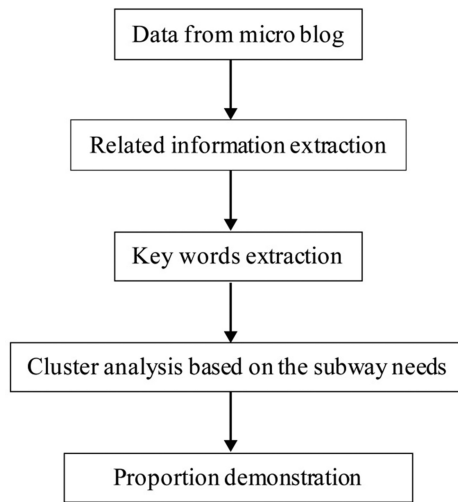 Data from micro blog
Related information extraction
Key words extraction
Cluster analysis based on the subway needs
Proportion demonstration